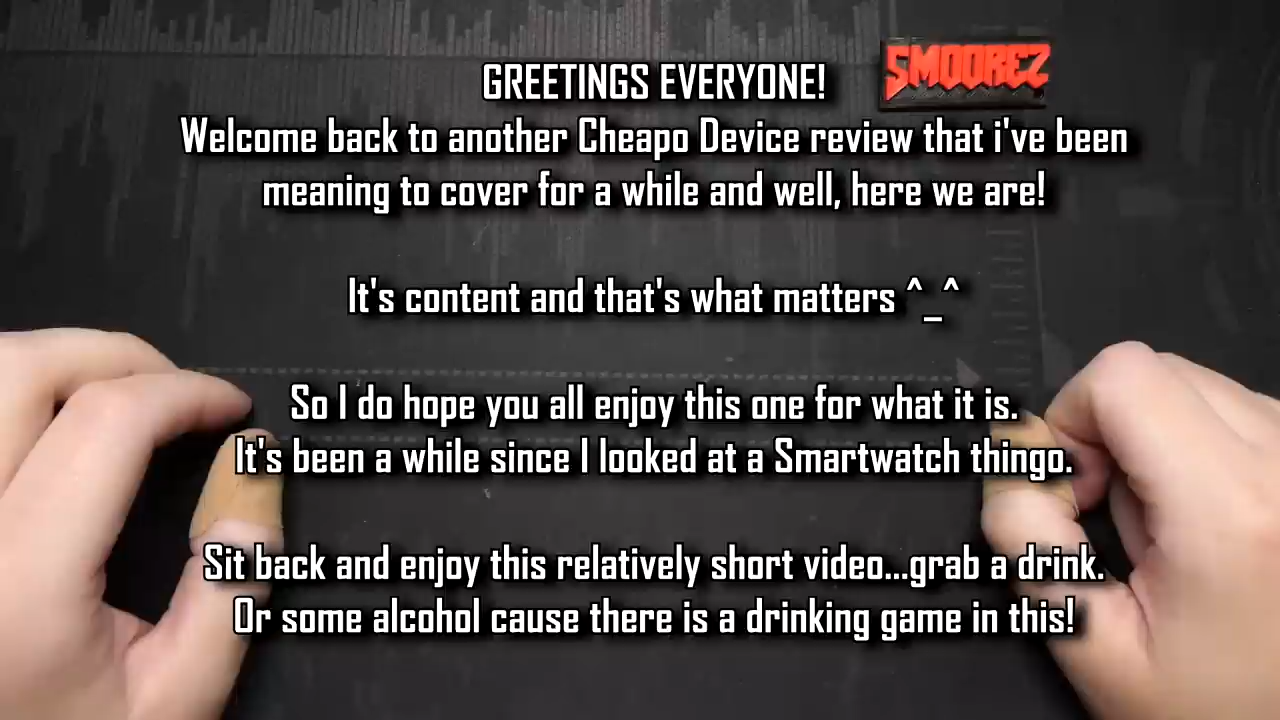 GREETINGS EVERYONE!
SMOOREZ
Welcome back to another Cheapo Device review that i've been
meaning to cover for a while and well, here we are!
It's content and that's what matters ^_^
So I do hope you all enjoy this one for what it is.
It's been a while since I looked at a Smartwatch thingo.
Sit back and enjoy this relatively short video...grab a drink.
Or some alcohol cause there is a drinking game in this!